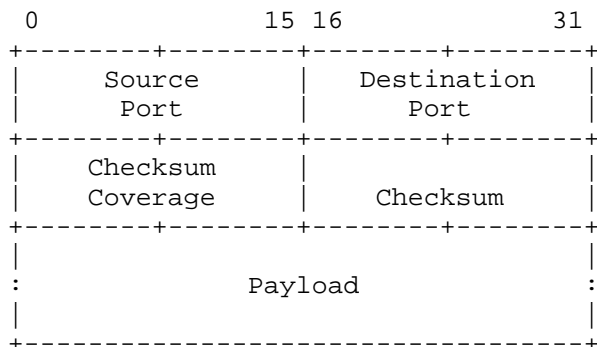 0 15 16 31
+--------+--------+--------+--------+
| Source | Destination |
| Port | Port |
+--------+--------+--------+--------+
| Checksum | |
| Coverage | Checksum |
+--------+--------+--------+--------+
| |
: Payload :
| |
+-----------------------------------+